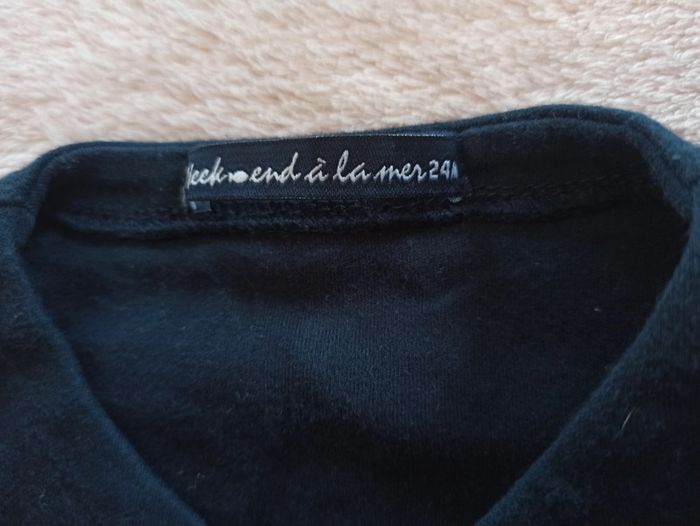 Week-end à la mer 24M